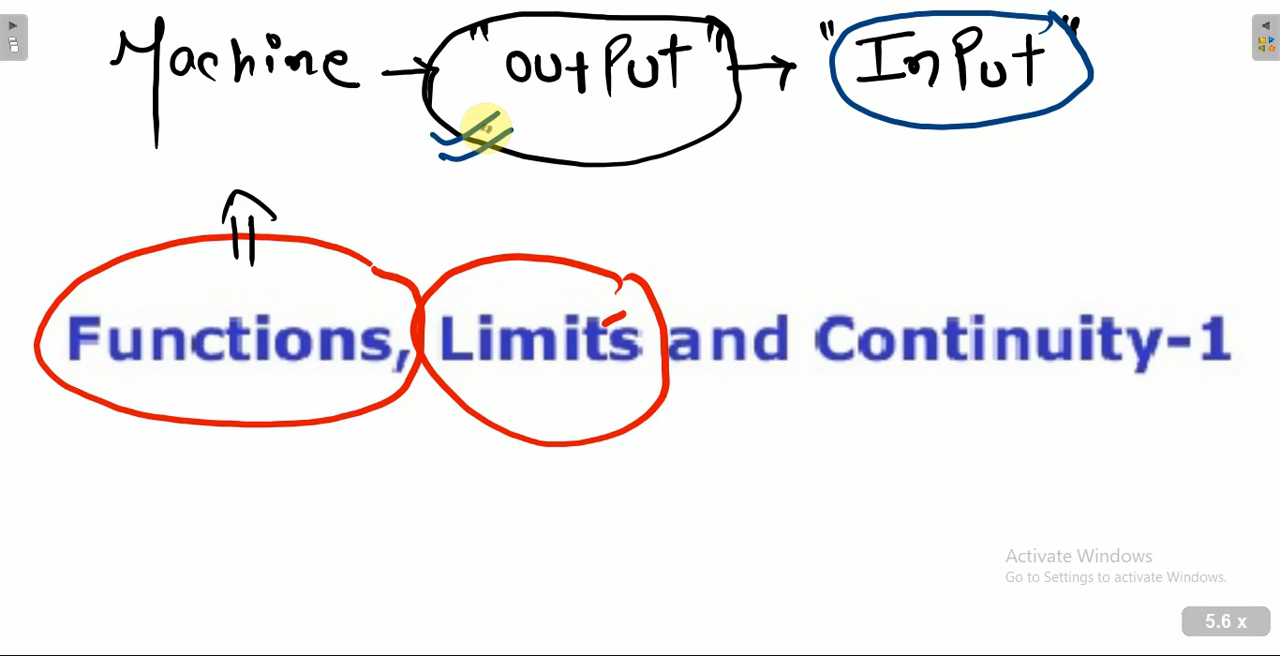 Machine → "OutPut" → "InPut"
Functions, Limits and Continuity-1
Activate Windows
Go to Settings to activate Windows.
5.6 x